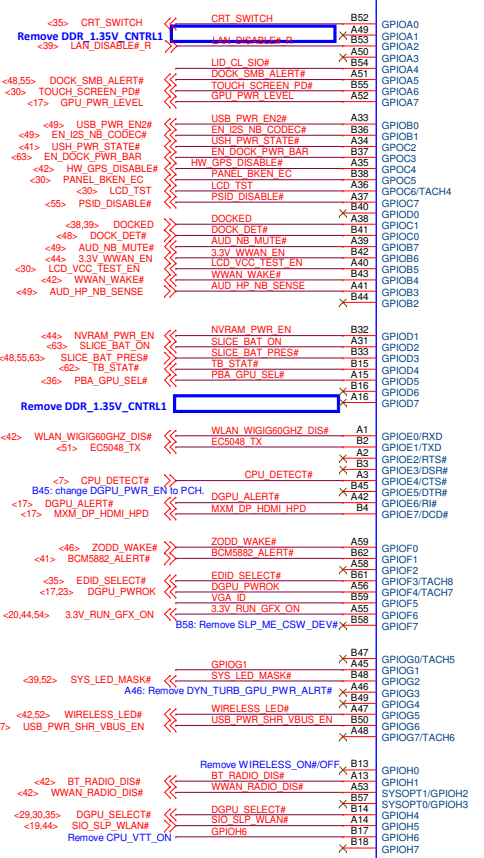 <35> CRT_SWITCH CRT_SWITCH B52 GPIOA0
Remove DDR_1.35V_CNTRL1 A49 GPIOA1
<39> LAN_DISABLE#_R LAN_DISABLE#_R B53 GPIOA2
A50 GPIOA3
LID_CL_SIO# B54 GPIOA4
<48,55> DOCK_SMB_ALERT# DOCK_SMB_ALERT# A51 GPIOA5
<30> TOUCH_SCREEN_PD# TOUCH_SCREEN_PD# B55 GPIOA6
<17> GPU_PWR_LEVEL GPU_PWR_LEVEL A52 GPIOA7
<49> USB_PWR_EN2# USB_PWR_EN2# A33 GPIOB0
<49> EN_I2S_NB_CODEC# EN_I2S_NB_CODEC# B36 GPIOB1
<41> USH_PWR_STATE# USH_PWR_STATE# A34 GPOC2
<63> EN_DOCK_PWR_BAR EN_DOCK_PWR_BAR B37 GPOC3
<42> HW_GPS_DISABLE# HW_GPS_DISABLE# A35 GPOC4
<30> PANEL_BKEN_EC PANEL_BKEN_EC B38 GPOC5
<30> LCD_TST LCD_TST A36 GPOC6/TACH4
<55> PSID_DISABLE# PSID_DISABLE# A37 GPIOC7
B40 GPIOD0
<38,39> DOCKED DOCKED A38 GPIOC1
<48> DOCK_DET# DOCK_DET# B41 GPIOC0
<49> AUD_NB_MUTE# AUD_NB_MUTE# A39 GPIOB7
<44> 3.3V_WWAN_EN 3.3V_WWAN_EN B42 GPIOB6
<30> LCD_VCC_TEST_EN LCD_VCC_TEST_EN A40 GPIOB5
<42> WWAN_WAKE# WWAN_WAKE# B43 GPIOB4
<49> AUD_HP_NB_SENSE AUD_HP_NB_SENSE A41 GPIOB3
B44 GPIOB2
<44> NVRAM_PWR_EN NVRAM_PWR_EN B32 GPIOD1
<63> SLICE_BAT_ON SLICE_BAT_ON A31 GPIOD2
<48,55,63> SLICE_BAT_PRES# SLICE_BAT_PRES# B33 GPIOD3
<62> TB_STAT# TB_STAT# B15 GPIOD4
<36> PBA_GPU_SEL# PBA_GPU_SEL# A15 GPIOD5
B16 GPIOD6
Remove DDR_1.35V_CNTRL1 A16 GPIOD7
<42> WLAN_WIGIG60GHZ_DIS# WLAN_WIGIG60GHZ_DIS# A1 GPIOE0/RXD
<51> EC5048_TX EC5048_TX B2 GPIOE1/TXD
A2 GPIOE2/RTS#
B3 GPIOE3/DSR#
<7> CPU_DETECT# CPU_DETECT# A3 GPIOE4/CTS#
B45: change DGPU_PWR_EN to PCH. B45 GPIOE5/DTR#
<17> DGPU_ALERT# DGPU_ALERT# A42 GPIOE6/RI#
<17> MXM_DP_HDMI_HPD MXM_DP_HDMI_HPD B4 GPIOE7/DCD#
<46> ZODD_WAKE# ZODD_WAKE# A59 GPIOF0
<41> BCM5882_ALERT# BCM5882_ALERT# B62 GPIOF1
A58 GPIOF2
<35> EDID_SELECT# EDID_SELECT# B61 GPIOF3/TACH8
<17,23> DGPU_PWROK DGPU_PWROK A56 GPIOF4/TACH7
VGA_ID B59 GPIOF5
<20,44,54> 3.3V_RUN_GFX_ON 3.3V_RUN_GFX_ON A55 GPIOF6
B58: Remove SLP_ME_CSW_DEV# B58 GPIOF7
B47 GPIOG0/TACH5
GPIOG1 A45 GPIOG1
<39,52> SYS_LED_MASK# SYS_LED_MASK# B48 GPIOG2
A46: Remove DYN_TURB_GPU_PWR_ALRT# A46 GPIOG3
B49 GPIOG4
<42,52> WIRELESS_LED# WIRELESS_LED# A47 GPIOG5
7> USB_PWR_SHR_VBUS_EN USB_PWR_SHR_VBUS_EN B50 GPIOG6
A48 GPIOG7/TACH6
Remove WIRELESS_ON#/OFF B13 GPIOH0
<42> BT_RADIO_DIS# BT_RADIO_DIS# A13 GPIOH1
<42> WWAN_RADIO_DIS# WWAN_RADIO_DIS# A53 SYSOPT1/GPIOH2
B57 SYSOPT0/GPIOH3
<29,30,35> DGPU_SELECT# DGPU_SELECT# B14 GPIOH4
<19,44> SIO_SLP_WLAN# SIO_SLP_WLAN# A14 GPIOH5
Remove CPU_VTT_ON GPIOH6 B17 GPIOH6
B18 GPIOH7